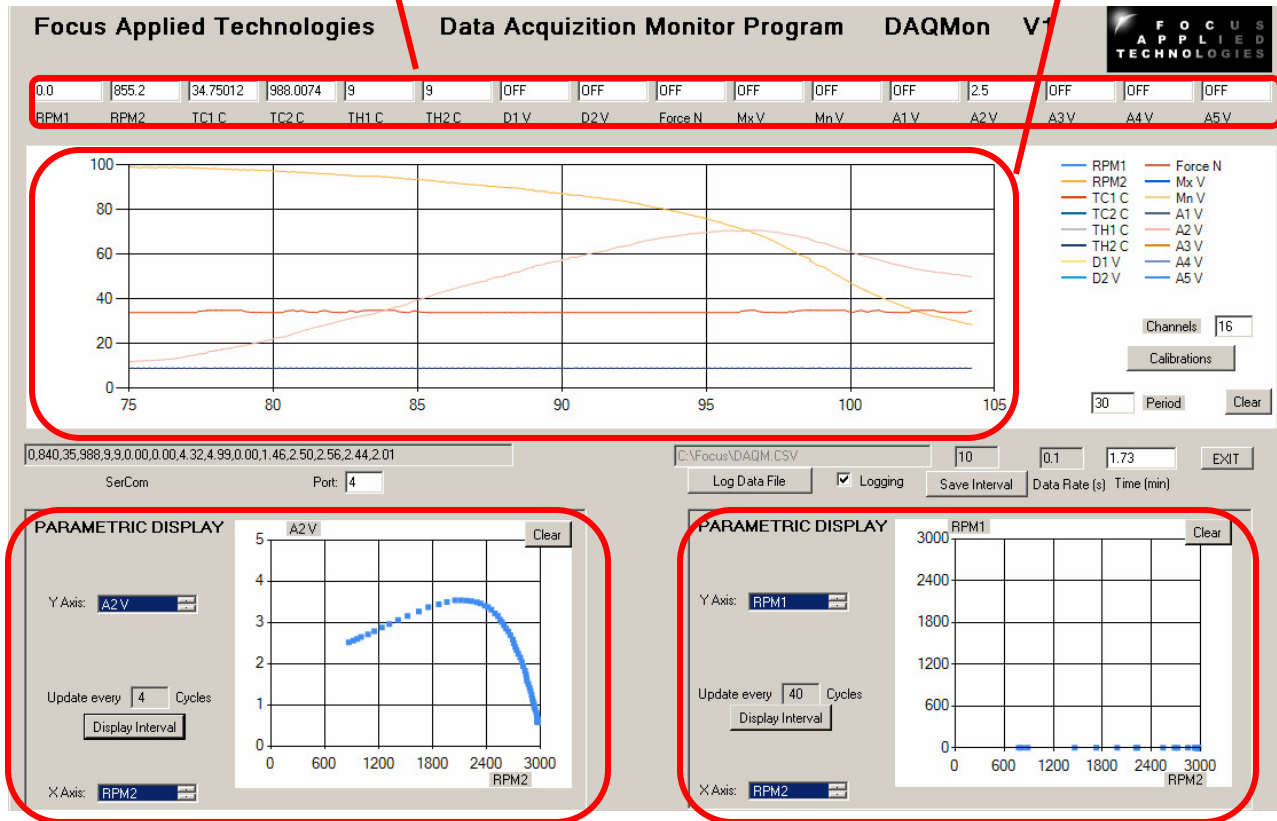 Focus Applied Technologies Data Acquizition Monitor Program DAQMon V1
FOCUS
APPLIED
TECHNOLOGIES
0.0 855.2 34.75012 988.0074 9 9 OFF OFF OFF OFF OFF OFF 2.5 OFF OFF OFF
RPM1 RPM2 TC1 C TC2 C TH1 C TH2 C D1 V D2 V Force N Mx V Mn V A1 V A2 V A3 V A4 V A5 V
100
80
60
40
20
0
75 80 85 90 95 100 105
RPM1 Force N
RPM2 Mx V
TC1 C Mn V
TC2 C A1 V
TH1 C A2 V
TH2 C A3 V
D1 V A4 V
D2 V A5 V
Channels 16
Calibrations
30 Period Clear
0,840,35,988,9,9,0.00,0.00,4.32,4.99,0.00,1.46,2.50,2.56,2.44,2.01
SerCom Port: 4
C:\Focus\DAQM.CSV 10 0.1 1.73 EXIT
Log Data File Logging Save Interval Data Rate (s) Time (min)
PARAMETRIC DISPLAY
A2 V
Clear
5
4
3
2
1
0
0 600 1200 1800 2400 3000
RPM2
Y Axis: A2 V
Update every 4 Cycles
Display Interval
X Axis: RPM2
PARAMETRIC DISPLAY
RPM1
Clear
3000
2400
1800
1200
600
0
0 600 1200 1800 2400 3000
RPM2
Y Axis: RPM1
Update every 40 Cycles
Display Interval
X Axis: RPM2